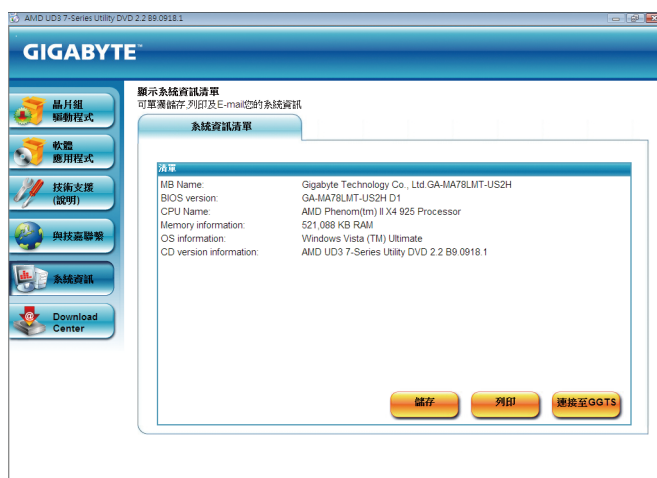 AMD UD3 7-Series Utility DVD 2.2 B9.0918.1
GIGABYTE™
晶片組
驅動程式
軟體
應用程式
技術支援
(說明)
與技嘉聯繫
系統資訊
Download
Center
顯示系統資訊清單
可單獨儲存,列印及E-mail您的系統資訊
系統資訊清單
清單
MB Name: Gigabyte Technology Co., Ltd.GA-MA78LMT-US2H
BIOS version: GA-MA78LMT-US2H D1
CPU Name: AMD Phenom(tm) II X4 925 Processor
Memory information: 521,088 KB RAM
OS information: Windows Vista (TM) Ultimate
CD version information: AMD UD3 7-Series Utility DVD 2.2 B9.0918.1
儲存 列印 連接至GGTS